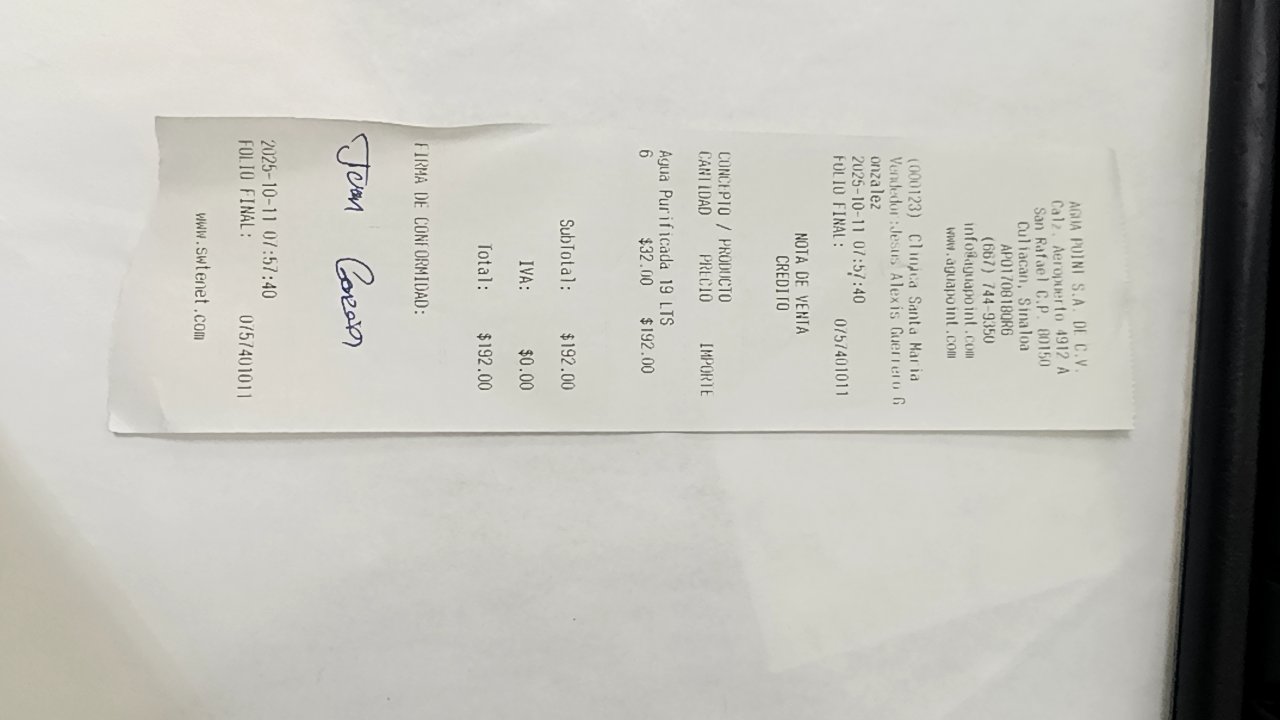 AGUA POINT S.A. DE C.V.
Calz. Aeropuerto 4912 A
San Rafael C.P. 80150
Culiacan, Sinaloa
APO170818QR6
(667) 744-9350
info@aguapoint.com
www.aguapoint.com
(000123) Clinica Santa Maria
Vendedor:Jesus Alexis Guerrero G
onzalez
2025-10-11 07:57:40
FOLIO FINAL: 0757401011
NOTA DE VENTA
CREDITO
CONCEPTO / PRODUCTO
CANTIDAD PRECIO IMPORTE
Agua Purificada 19 LTS
6 $32.00 $192.00
SubTotal: $192.00
IVA: $0.00
Total: $192.00
FIRMA DE CONFORMIDAD:
Juan
2025-10-11 07:57:40
FOLIO FINAL: 0757401011
www.swtenet.com